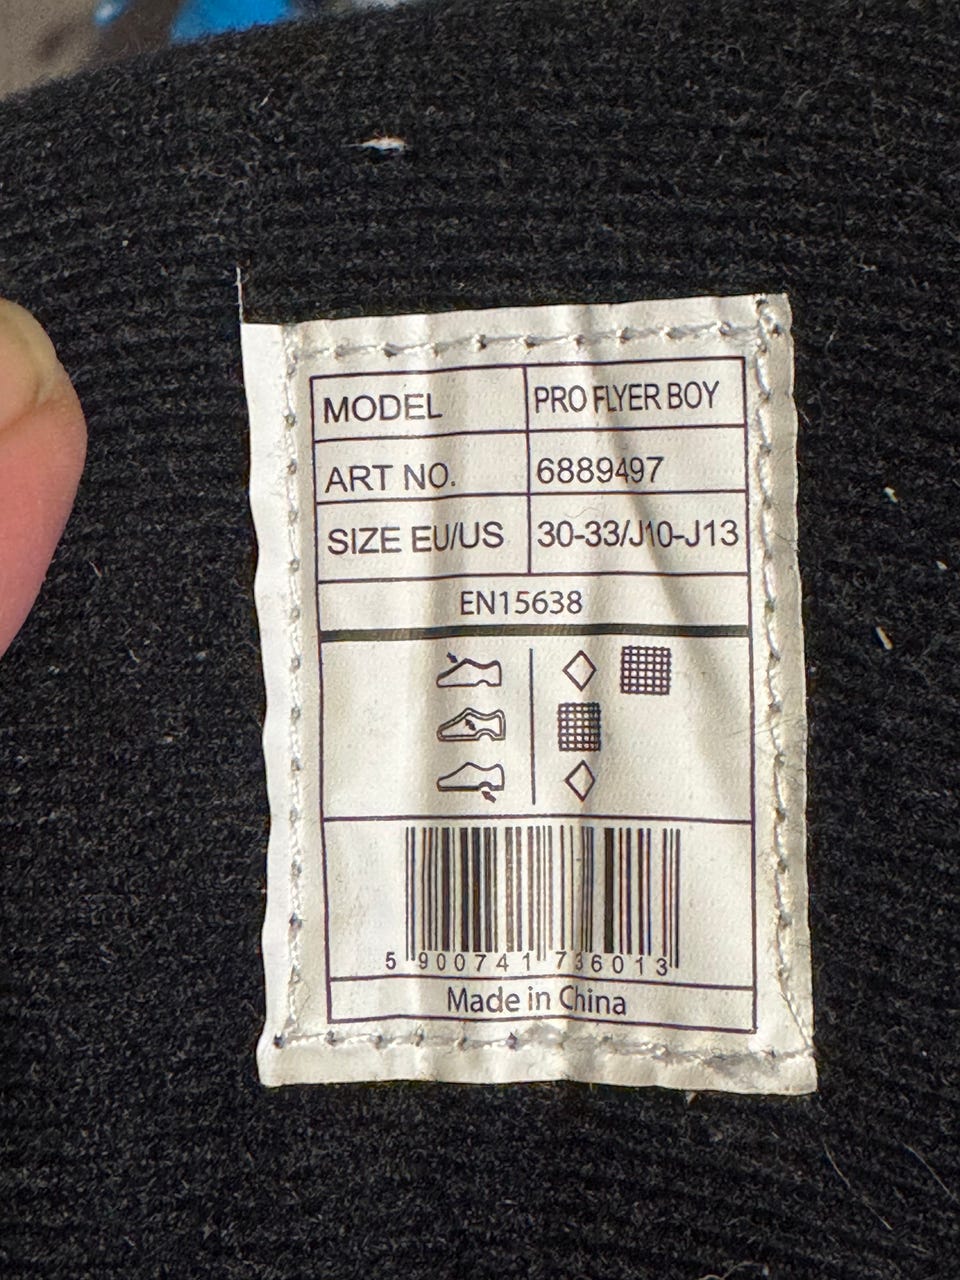 MODEL PRO FLYER BOY
ART NO. 6889497
SIZE EU/US 30-33/J10-J13
EN15638
5 900741 736013
Made in China